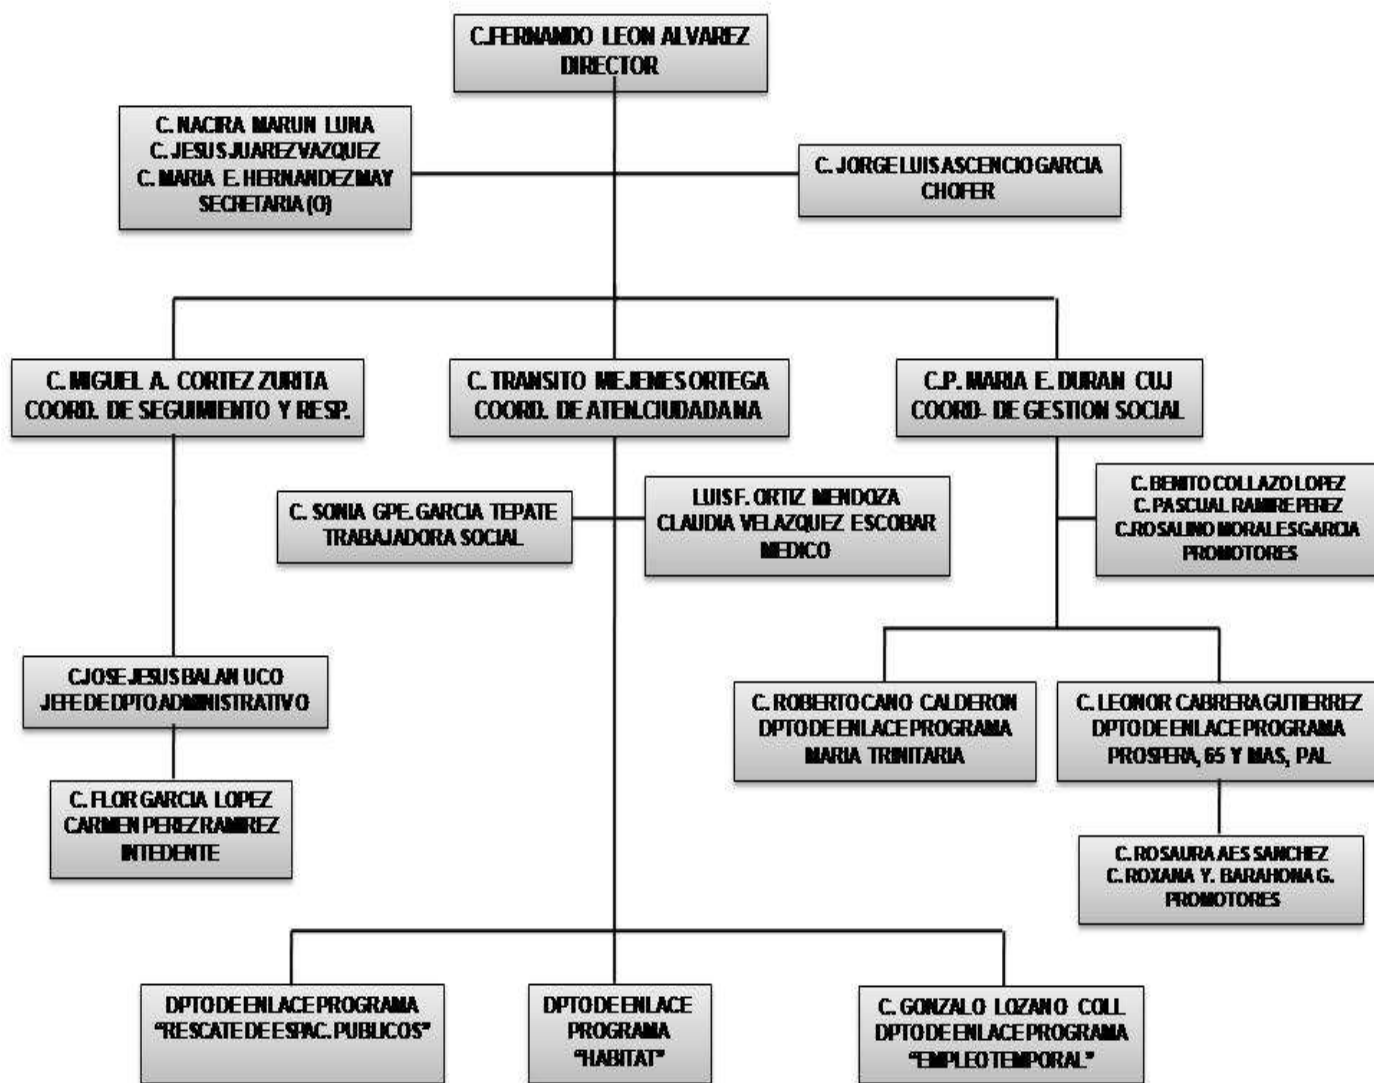 C.FERNANDO LEON ALVAREZ
DIRECTOR
C. NACIRA MARUN LUNA
C. JESUS JUAREZ VAZQUEZ
C. MARIA E. HERNANDEZ MAY
SECRETARIA (O)
C. JORGE LUIS ASCENCIO GARCIA
CHOFER
C. MIGUEL A. CORTEZ ZURITA
COORD. DE SEGUIMIENTO Y RESP.
C. TRANSITO MEJENES ORTEGA
COORD. DE ATEN.CIUDADANA
C.P. MARIA E. DURAN CUJ
COORD- DE GESTION SOCIAL
C. SONIA GPE. GARCIA TEPATE
TRABAJADORA SOCIAL
LUIS F. ORTIZ MENDOZA
CLAUDIA VELAZQUEZ ESCOBAR
MEDICO
C. BENITO COLLAZO LOPEZ
C. PASCUAL RAMIRE PEREZ
C.ROSALINO MORALES GARCIA
PROMOTORES
C.JOSE JESUS BALAN UCO
JEFE DE DPTO ADMINISTRATIVO
C. ROBERTO CANO CALDERON
DPTO DE ENLACE PROGRAMA
MARIA TRINITARIA
C. LEONOR CABRERA GUTIERREZ
DPTO DE ENLACE PROGRAMA
PROSPERA, 65 Y MAS, PAL
C. FLOR GARCIA LOPEZ
CARMEN PEREZ RAMIREZ
INTEDENTE
C. ROSAURA AES SANCHEZ
C. ROXANA Y. BARAHONA G.
PROMOTORES
DPTO DE ENLACE PROGRAMA
"RESCATE DE ESPAC. PUBLICOS"
DPTO DE ENLACE
PROGRAMA
"HABITAT"
C. GONZALO LOZANO COLL
DPTO DE ENLACE PROGRAMA
"EMPLEO TEMPORAL"